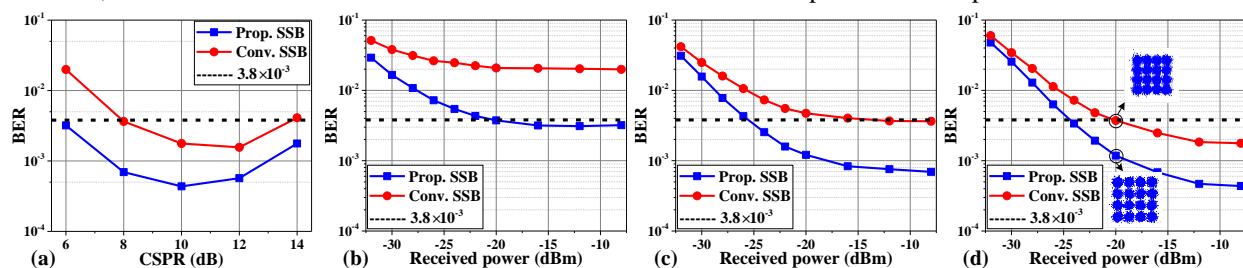 10⁻¹
10⁻²
10⁻³
10⁻⁴
BER
Prop. SSB
Conv. SSB
3.8×10⁻³
6 8 10 12 14
(a) CSPR (dB)
10⁻¹
10⁻²
10⁻³
10⁻⁴
BER
Prop. SSB
Conv. SSB
3.8×10⁻³
-30 -25 -20 -15 -10
(b) Received power (dBm)
10⁻¹
10⁻²
10⁻³
10⁻⁴
BER
Prop. SSB
Conv. SSB
3.8×10⁻³
-30 -25 -20 -15 -10
(c) Received power (dBm)
10⁻¹
10⁻²
10⁻³
10⁻⁴
BER
Prop. SSB
Conv. SSB
3.8×10⁻³
-30 -25 -20 -15 -10
(d) Received power (dBm)